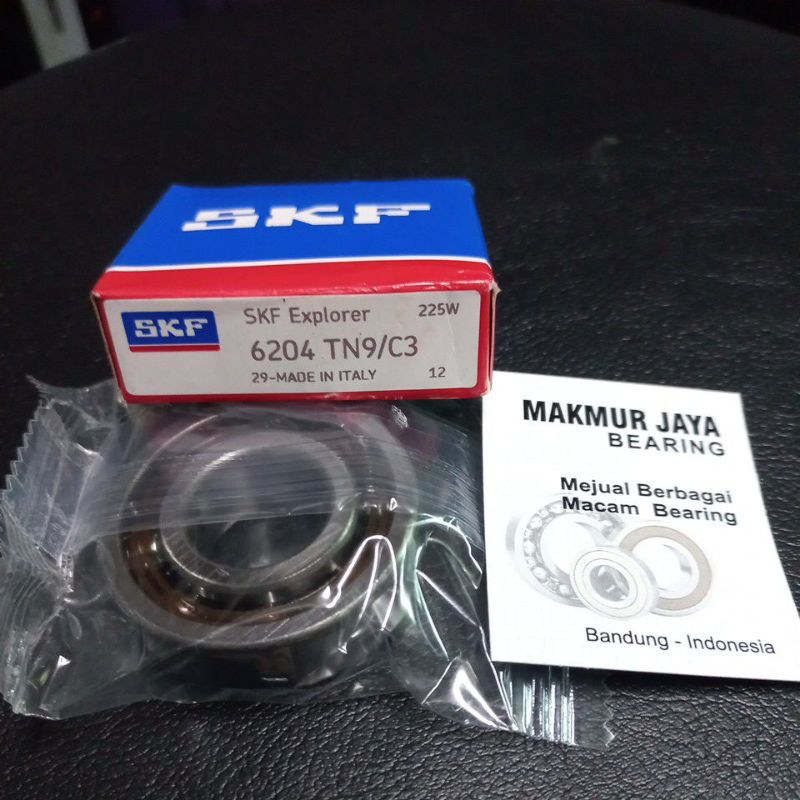 SKF
SKF
SKF Explorer
225W
6204 TN9/C3
29-MADE IN ITALY
12
MAKMUR JAYA
BEARING
Mejual Berbagai
Macam Bearing
Bandung - Indonesia